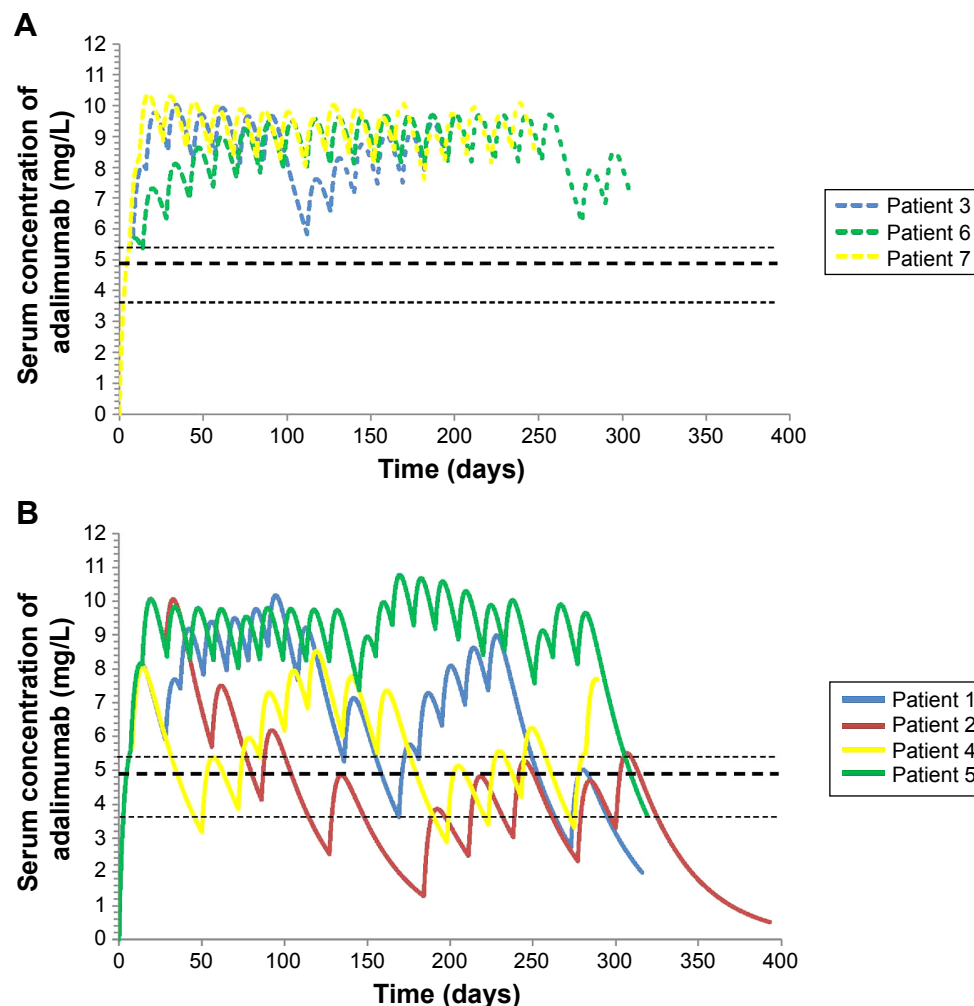 A
Serum concentration of
adalimumab (mg/L)
12
11
10
9
8
7
6
5
4
3
2
1
0
0 50 100 150 200 250 300 350 400
Time (days)
Patient 3
Patient 6
Patient 7
B
Serum concentration of
adalimumab (mg/L)
12
11
10
9
8
7
6
5
4
3
2
1
0
0 50 100 150 200 250 300 350 400
Time (days)
Patient 1
Patient 2
Patient 4
Patient 5